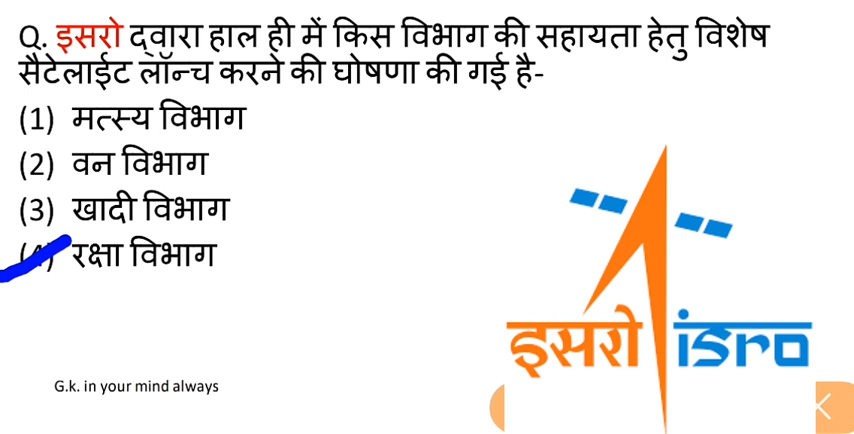 Q. इसरो द्वारा हाल ही में किस विभाग की सहायता हेतु विशेष
सैटेलाईट लॉन्च करने की घोषणा की गई है-
(1) मत्स्य विभाग
(2) वन विभाग
(3) खादी विभाग
(4) रक्षा विभाग
इसरो isro
G.k. in your mind always